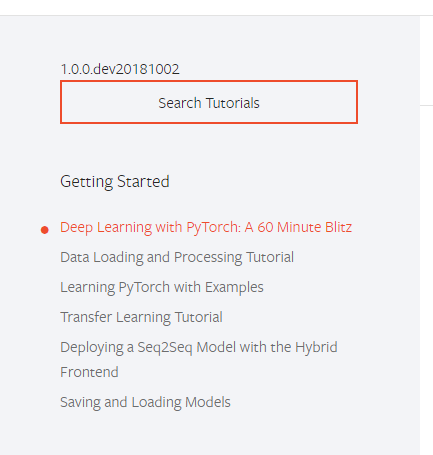 1.0.0.dev20181002
Search Tutorials
Getting Started
Deep Learning with PyTorch: A 60 Minute Blitz
Data Loading and Processing Tutorial
Learning PyTorch with Examples
Transfer Learning Tutorial
Deploying a Seq2Seq Model with the Hybrid
Frontend
Saving and Loading Models